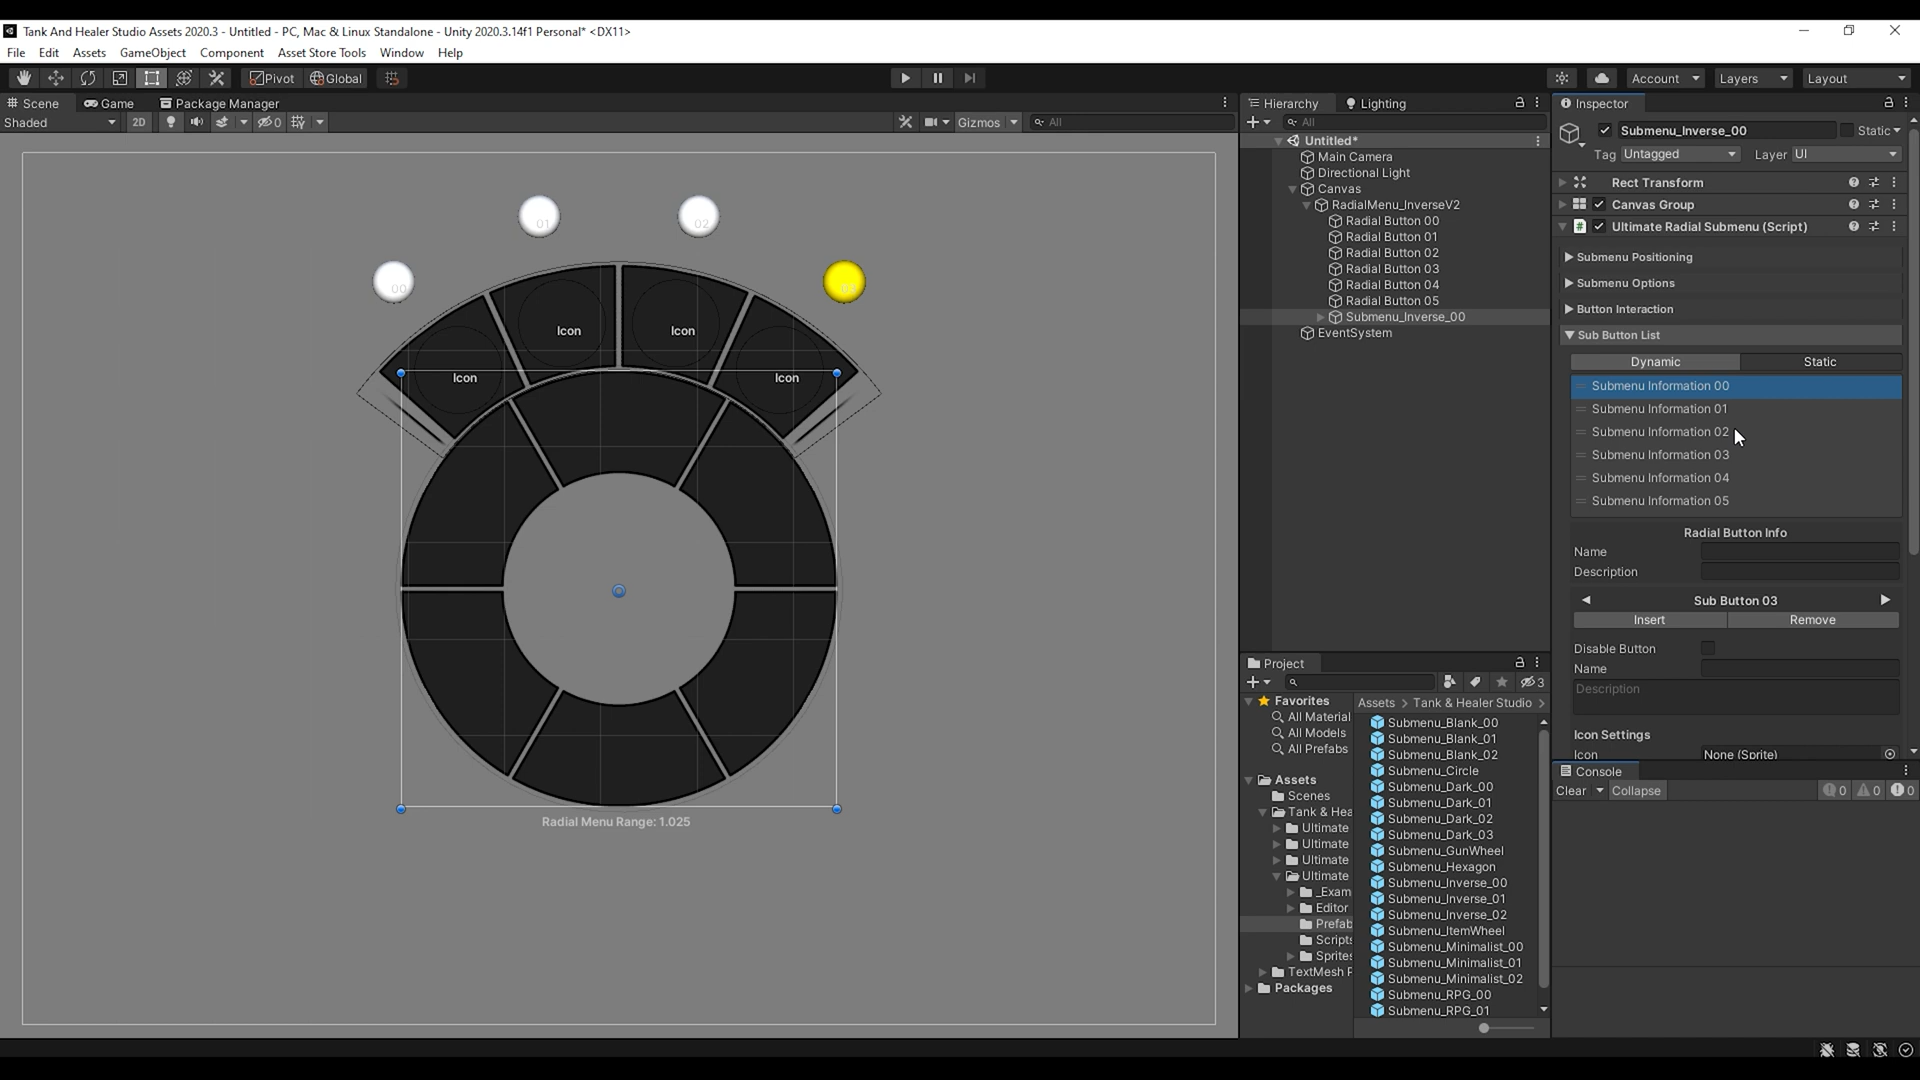 Tank And Healer Studio Assets 2020.3 - Untitled - PC, Mac & Linux Standalone - Unity 2020.3.14f1 Personal* <DX11>
File Edit Assets GameObject Component Asset Store Tools Window Help
Pivot Global Account Layers Layout
Scene Game Package Manager
Shaded 2D 0 Gizmos All
01 02
00 03
Icon Icon
Icon Icon
Radial Menu Range: 1.025
Hierarchy Lighting
All
Untitled*
Main Camera
Directional Light
Canvas
RadialMenu_InverseV2
Radial Button 00
Radial Button 01
Radial Button 02
Radial Button 03
Radial Button 04
Radial Button 05
Submenu_Inverse_00
EventSystem
Project
3
Favorites
All Material
All Models
All Prefabs
Assets
Scenes
Tank & Hea
Ultimate
Ultimate
Ultimate
Ultimate
_Exam
Editor
Prefab
Scripts
Sprites
TextMesh P
Packages
Assets > Tank & Healer Studio >
Submenu_Blank_00
Submenu_Blank_01
Submenu_Blank_02
Submenu_Circle
Submenu_Dark_00
Submenu_Dark_01
Submenu_Dark_02
Submenu_Dark_03
Submenu_GunWheel
Submenu_Hexagon
Submenu_Inverse_00
Submenu_Inverse_01
Submenu_Inverse_02
Submenu_ItemWheel
Submenu_Minimalist_00
Submenu_Minimalist_01
Submenu_Minimalist_02
Submenu_RPG_00
Submenu_RPG_01
Inspector
Submenu_Inverse_00 Static
Tag Untagged Layer UI
Rect Transform
Canvas Group
Ultimate Radial Submenu (Script)
Submenu Positioning
Submenu Options
Button Interaction
Sub Button List
Dynamic Static
Submenu Information 00
Submenu Information 01
Submenu Information 02
Submenu Information 03
Submenu Information 04
Submenu Information 05
Radial Button Info
Name
Description
Sub Button 03
Insert Remove
Disable Button
Name
Description
Icon Settings
Icon None (Sprite)
Console
Clear Collapse 0 0 0